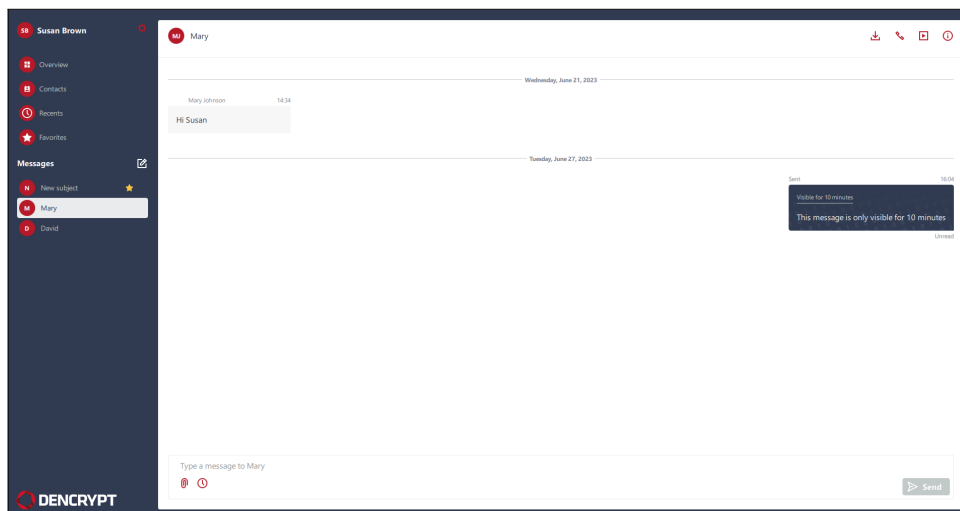 SB Susan Brown
Overview
Contacts
Recents
Favorites
Messages
N New subject
M Mary
D David
DENCRYPT
MJ Mary
Wednesday, June 21, 2023
Mary Johnson 14:34
Hi Susan
Tuesday, June 27, 2023
Sent 16:04
Visible for 10 minutes
This message is only visible for 10 minutes
Unread
Type a message to Mary
Send